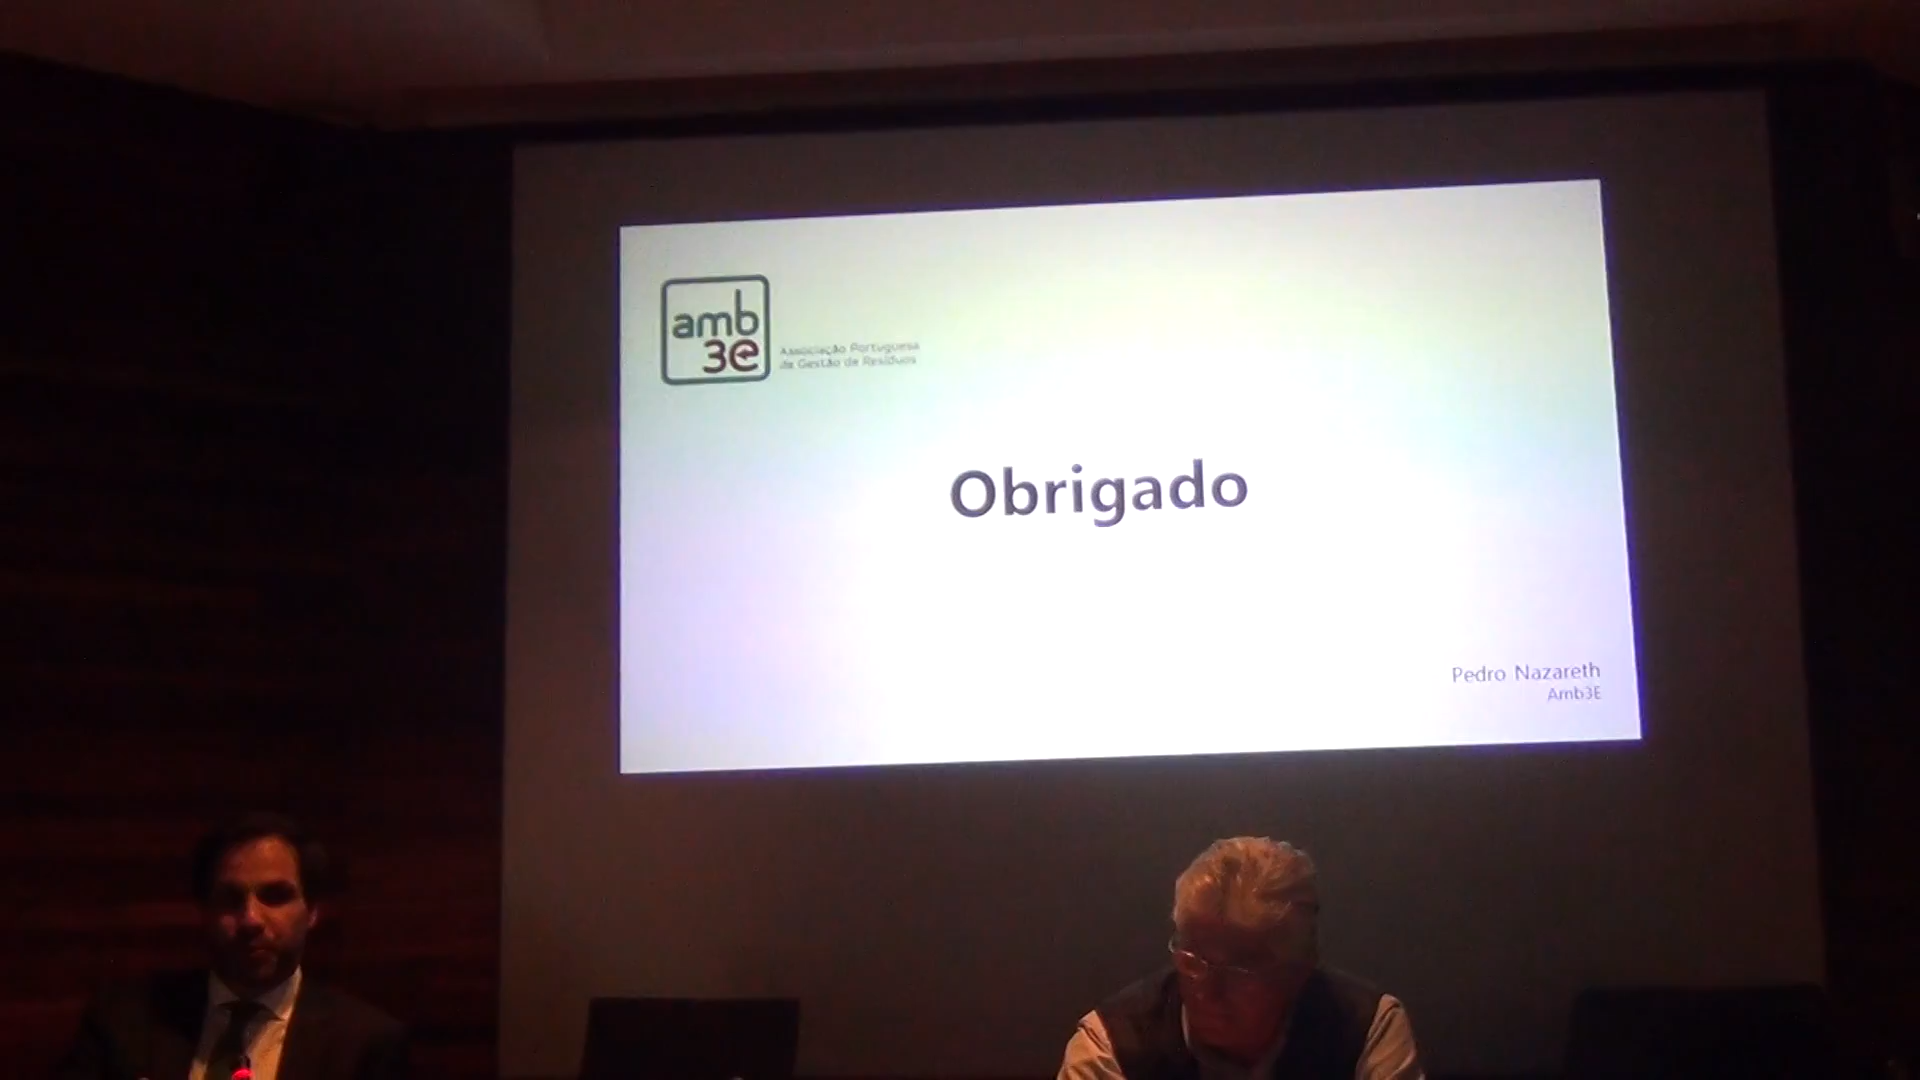 amb
3e
Associação Portuguesa
de Gestão de Resíduos
Obrigado
Pedro Nazareth
Amb3E